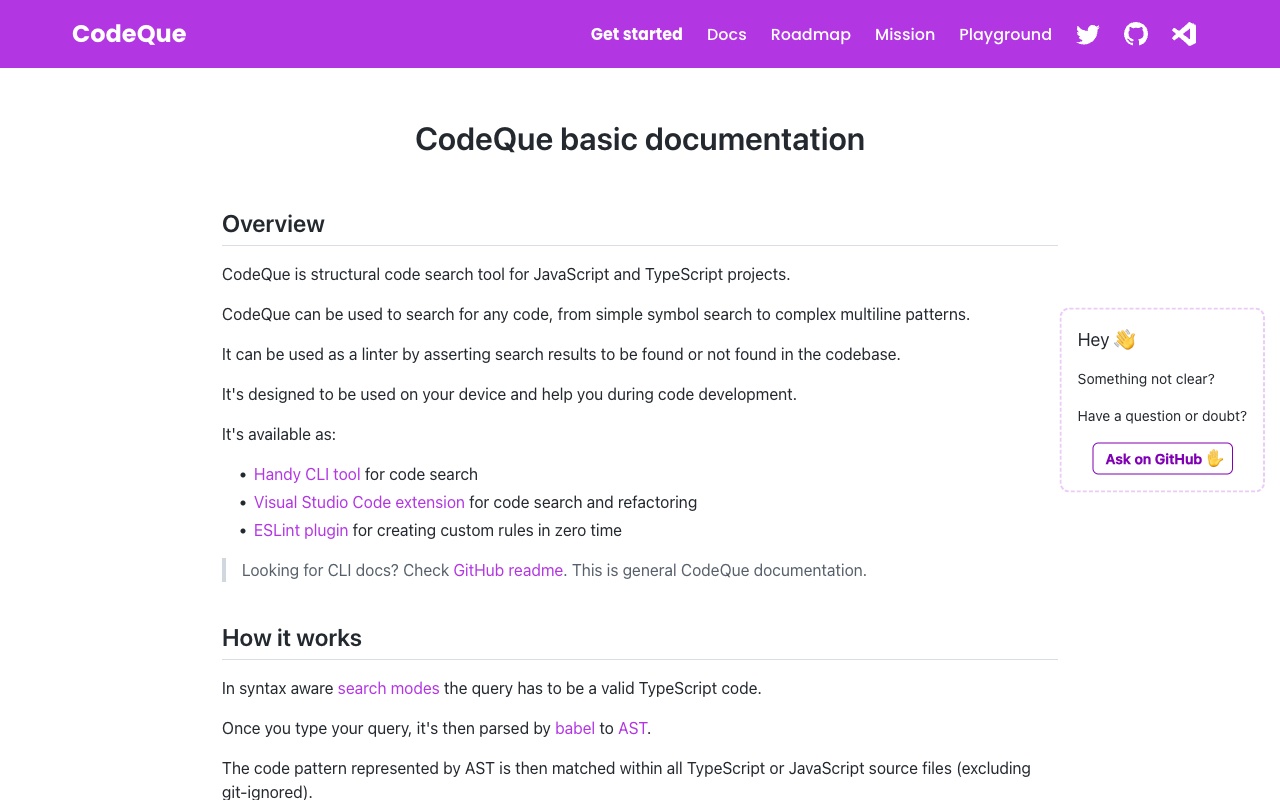 CodeQue
Get started
Docs
Roadmap
Mission
Playground
CodeQue basic documentation
Overview
CodeQue is structural code search tool for JavaScript and TypeScript projects.
CodeQue can be used to search for any code, from simple symbol search to complex multiline patterns.
It can be used as a linter by asserting search results to be found or not found in the codebase.
It's designed to be used on your device and help you during code development.
It's available as:
• Handy CLI tool for code search
• Visual Studio Code extension for code search and refactoring
• ESLint plugin for creating custom rules in zero time
Looking for CLI docs? Check GitHub readme. This is general CodeQue documentation.
Hey 👋
Something not clear?
Have a question or doubt?
Ask on GitHub ✋
How it works
In syntax aware search modes the query has to be a valid TypeScript code.
Once you type your query, it's then parsed by babel to AST.
The code pattern represented by AST is then matched within all TypeScript or JavaScript source files (excluding
git-ignored).